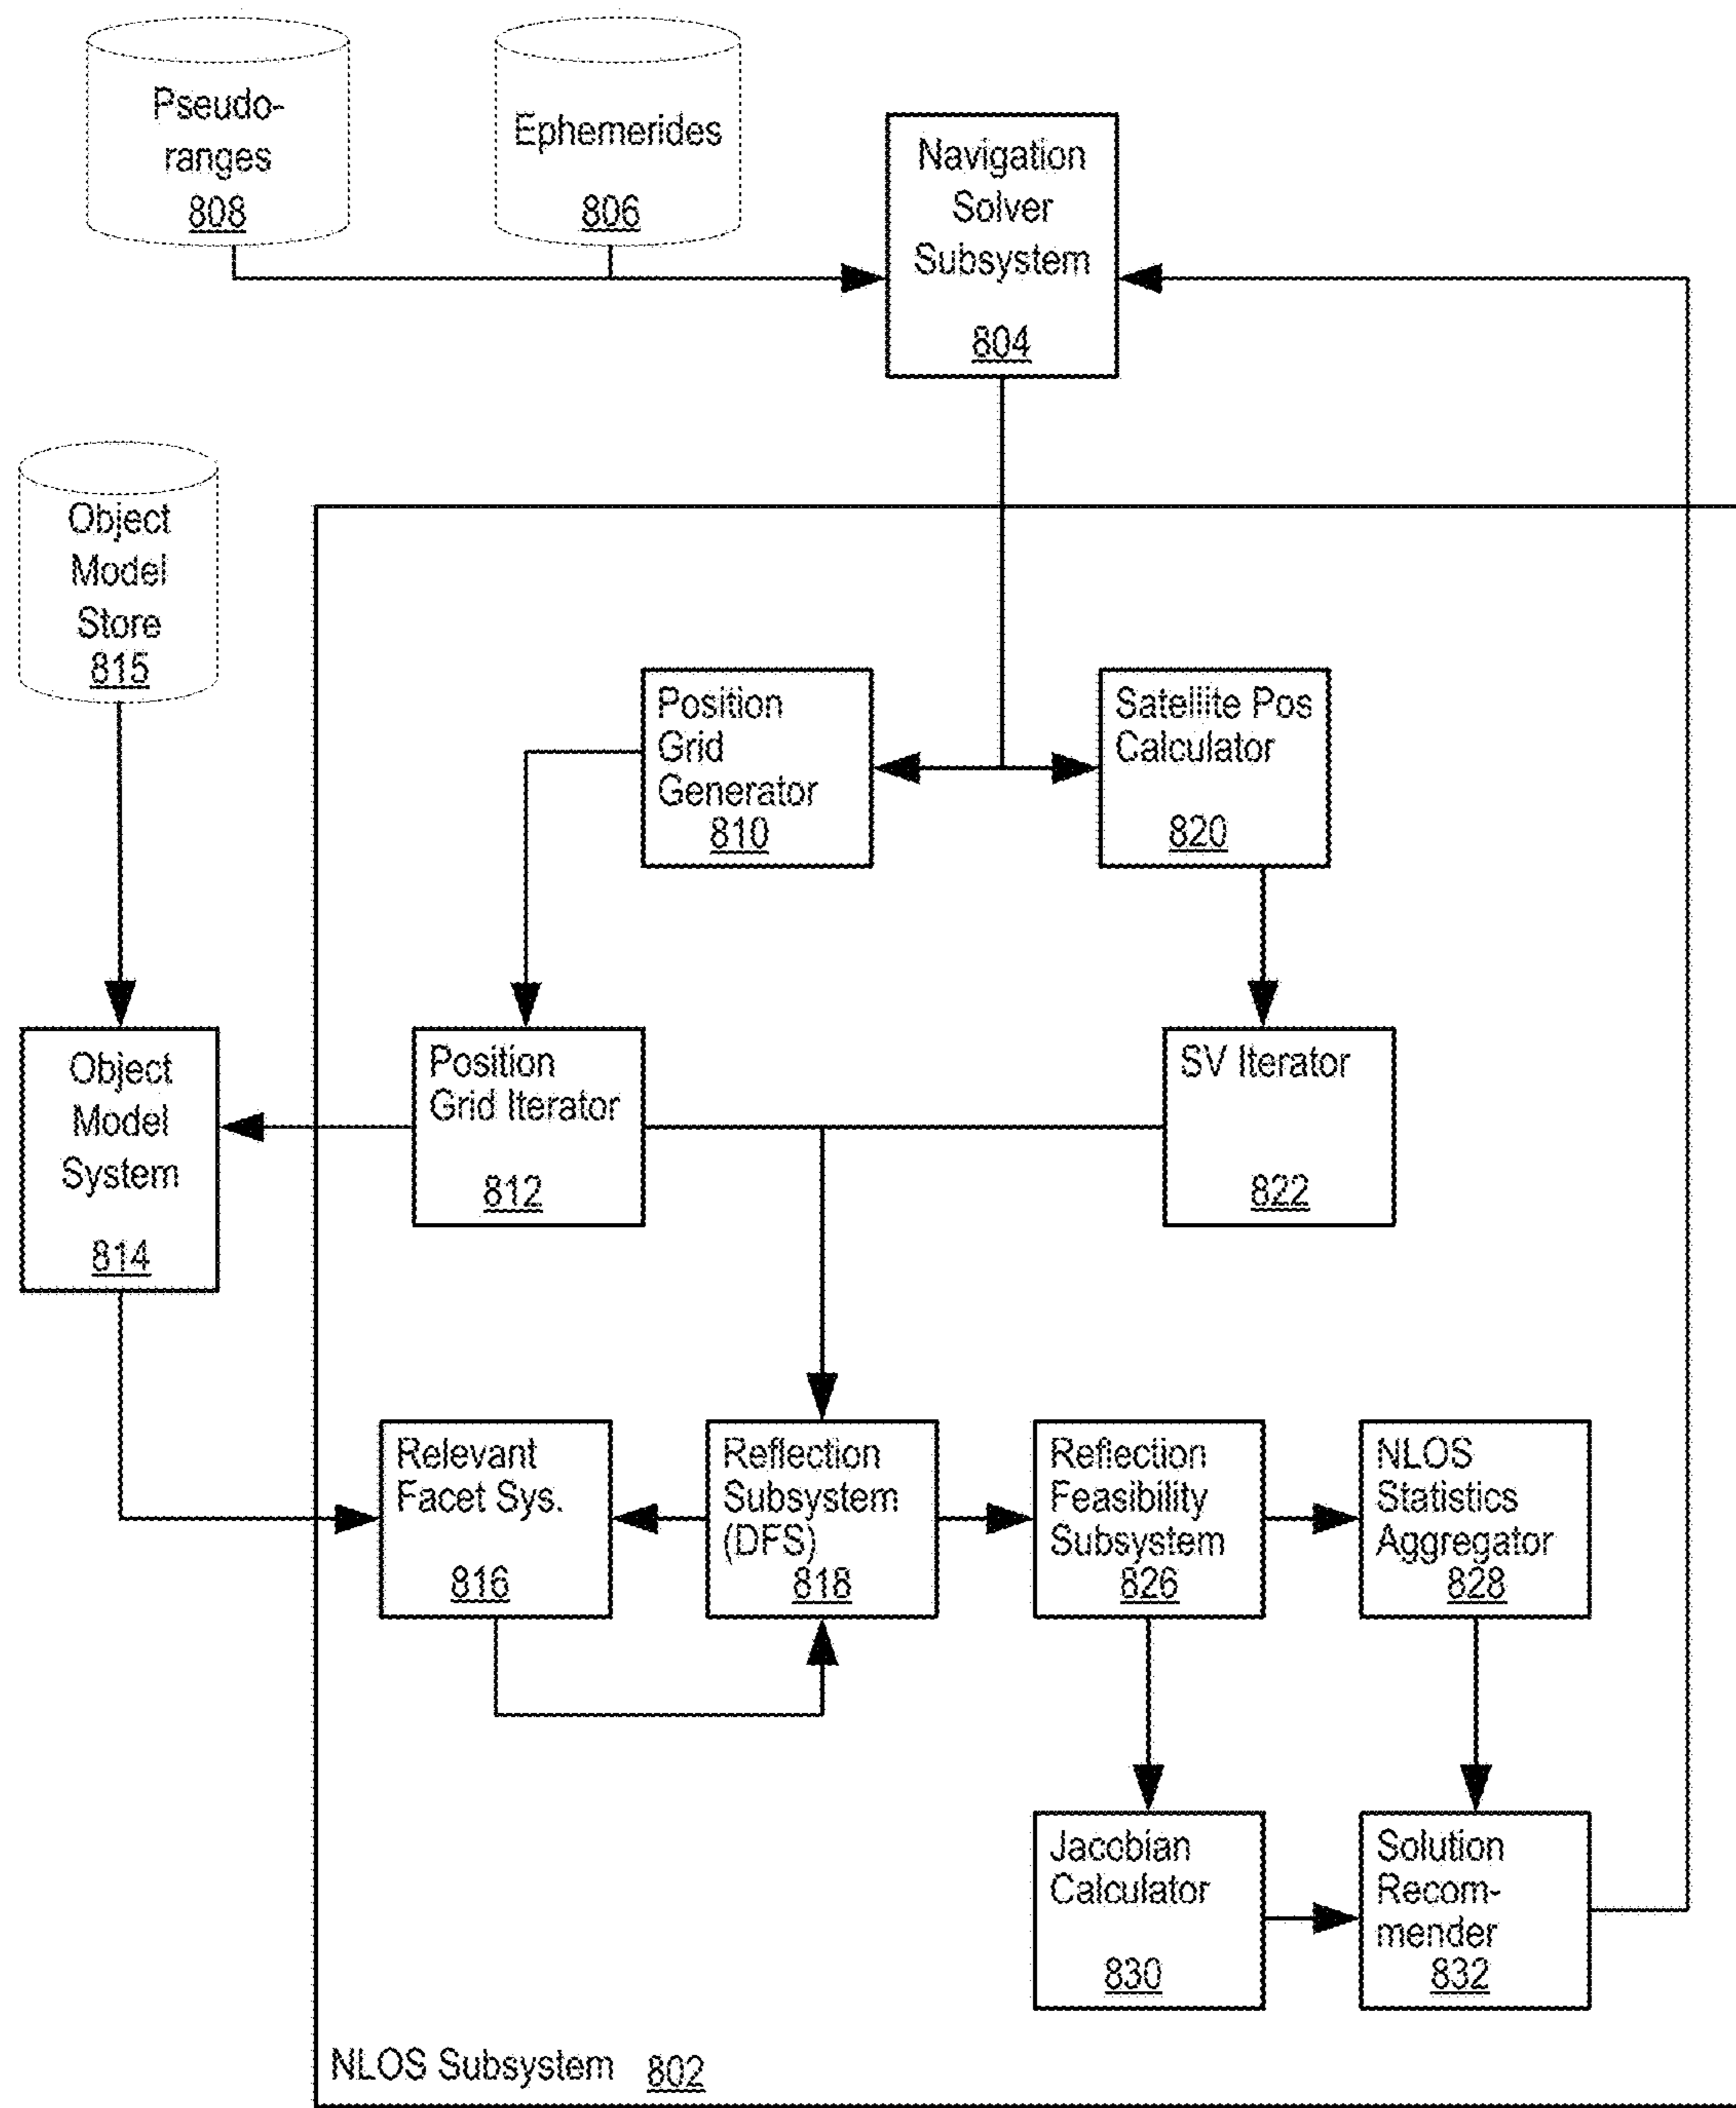 Pseudo-
ranges
808
Ephemerides
806
Navigation
Solver
Subsystem
804
Object
Model
Store
815
Position
Grid
Generator
810
Satellite Pos
Calculator
820
Object
Model
System
814
Position
Grid Iterator
812
SV Iterator
822
Relevant
Facet Sys.
816
Reflection
Subsystem
(DFS)
818
Reflection
Feasibility
Subsystem
826
NLOS
Statistics
Aggregator
828
Jacobian
Calculator
830
Solution
Recom-
mender
832
NLOS Subsystem 802